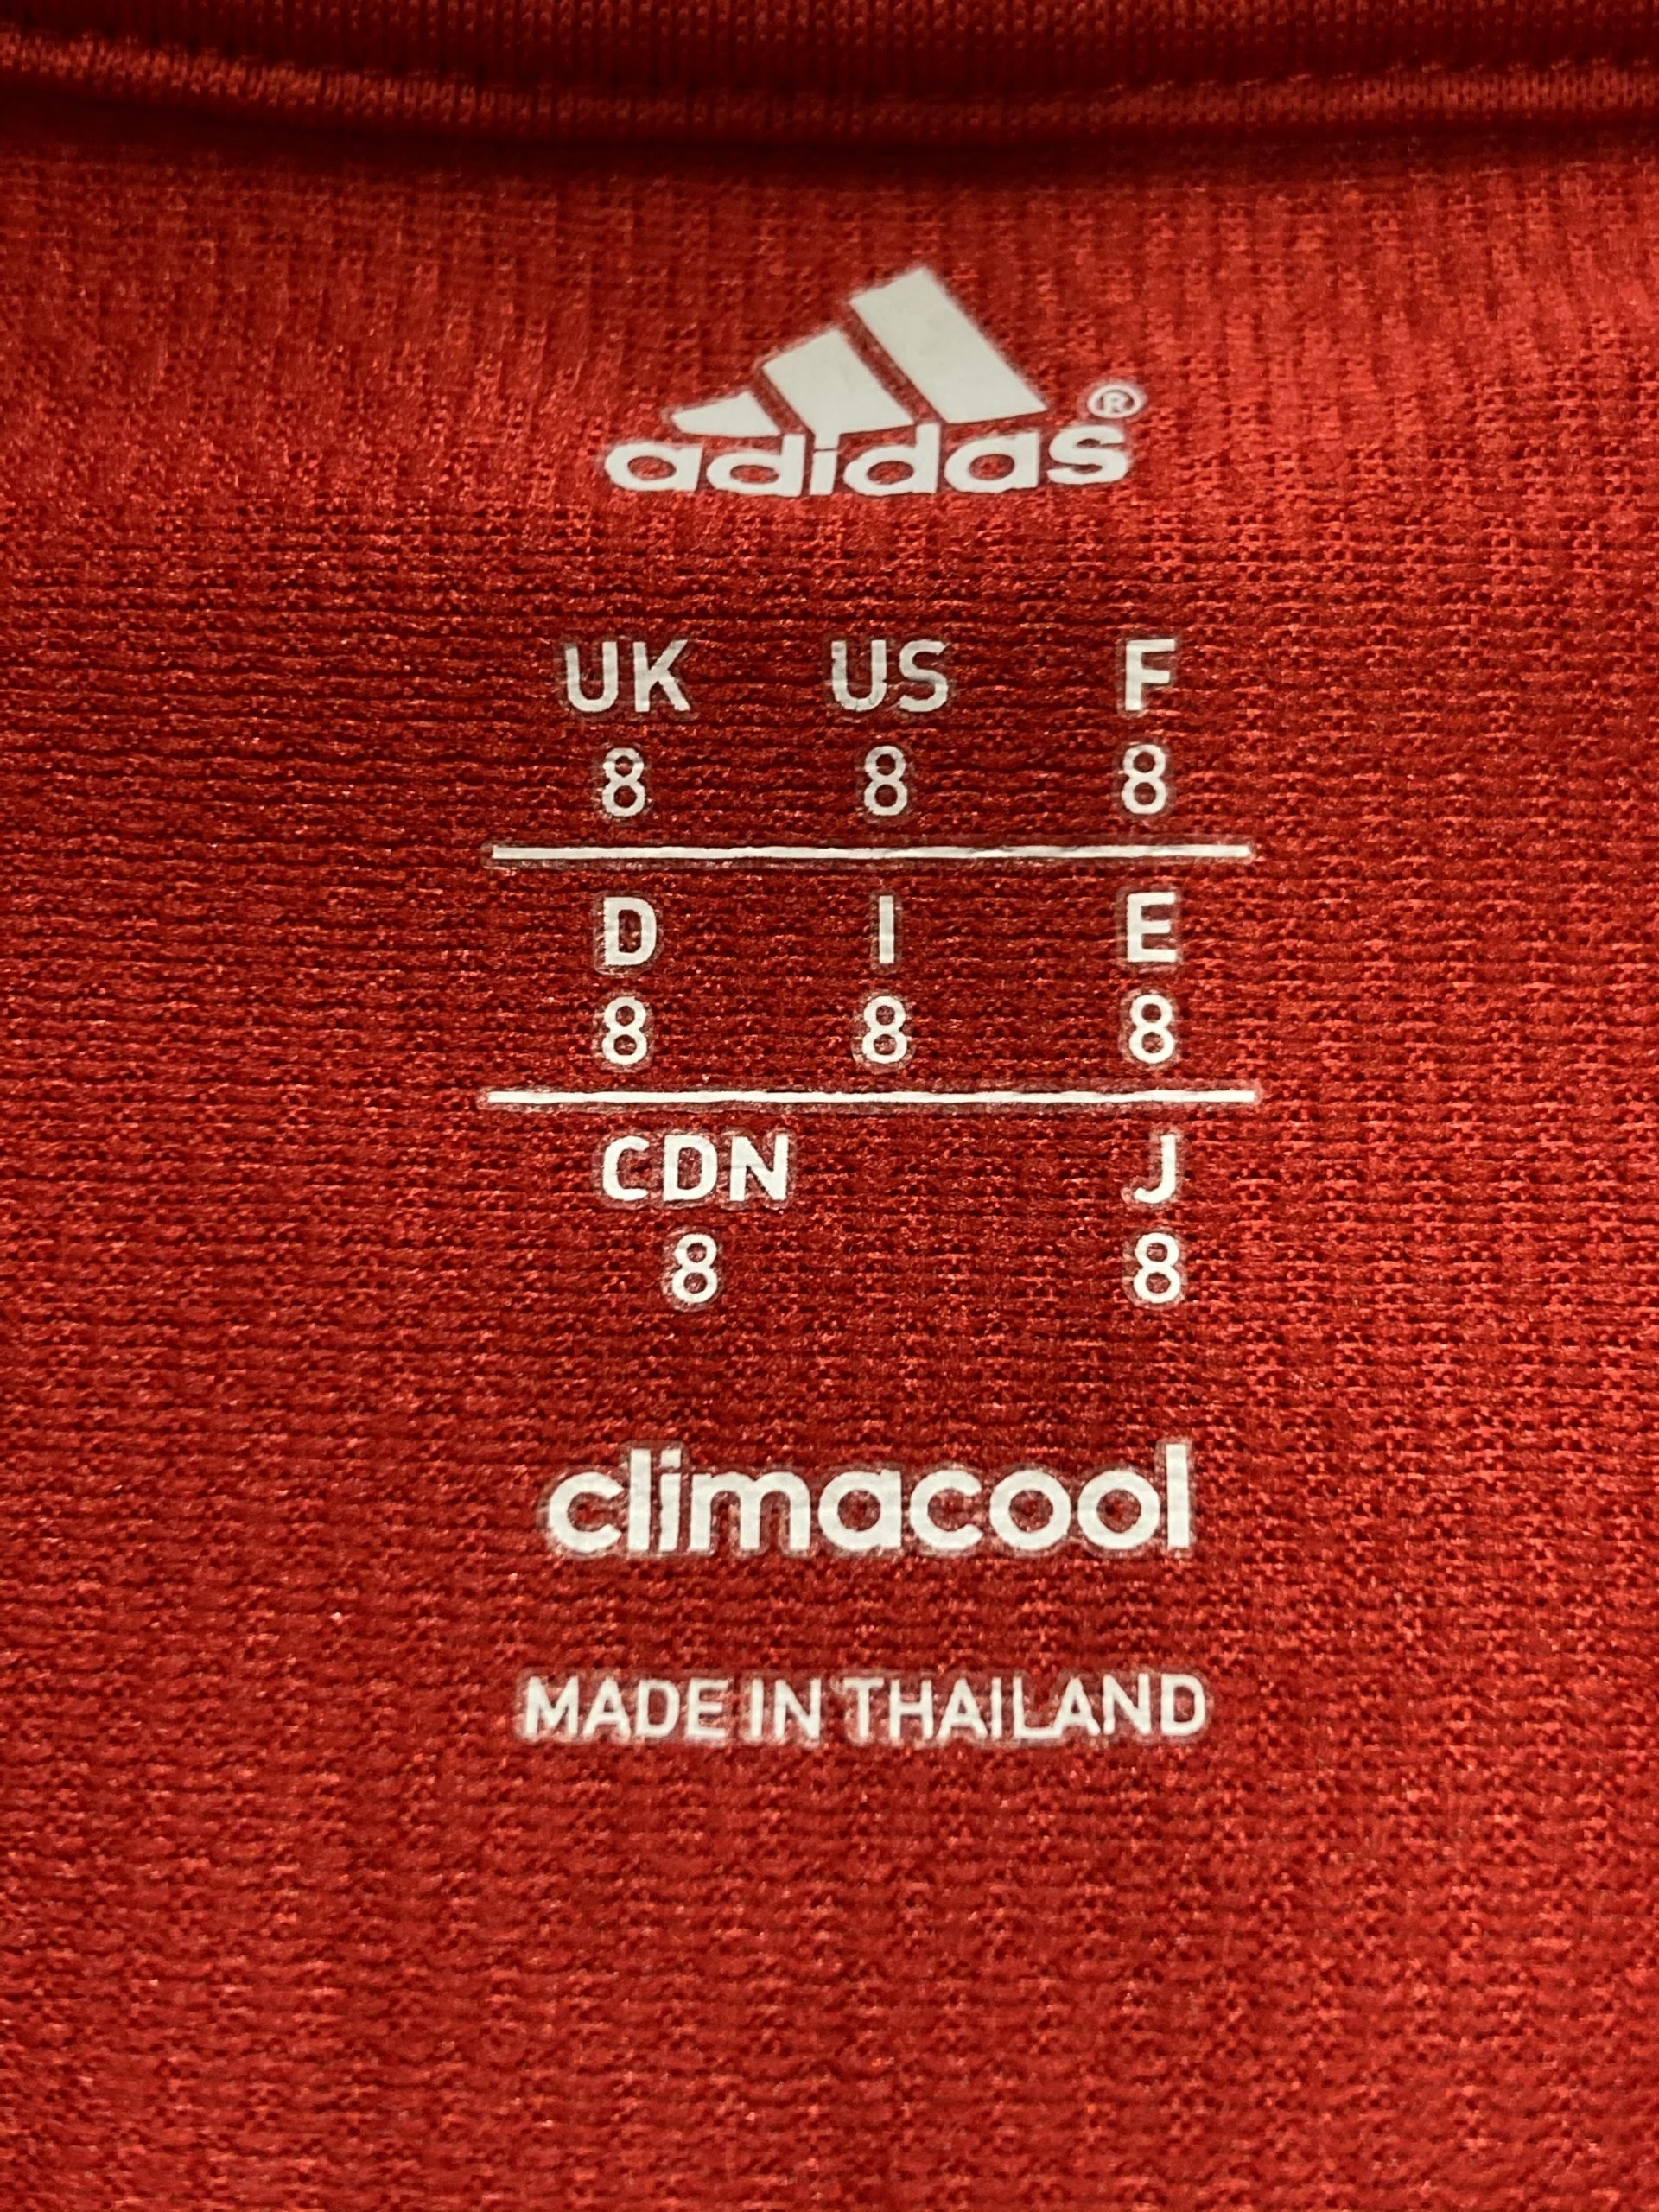 adidas®
UK US F
8 8 8
D I E
8 8 8
CDN J
8 8
climacool
MADE IN THAILAND